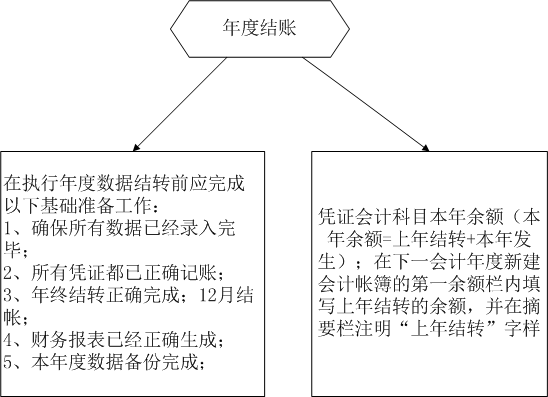 年度结账
在执行年度数据结转前应完成
以下基础准备工作：
1、确保所有数据已经录入完
毕；
2、所有凭证都已正确记账；
3、年终结转正确完成；12月结
帐；
4、财务报表已经正确生成；
5、本年度数据备份完成；
凭证会计科目本年余额（本
年余额=上年结转+本年发
生）；在下一会计年度新建
会计帐簿的第一余额栏内填
写上年结转的余额，并在摘
要栏注明“上年结转”字样